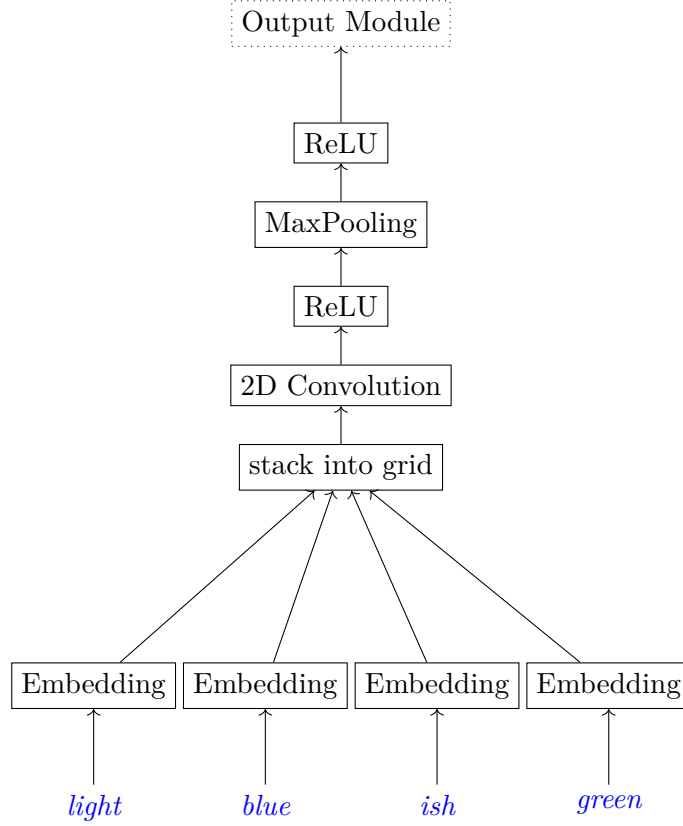 Output Module
ReLU
MaxPooling
ReLU
2D Convolution
stack into grid
Embedding Embedding Embedding Embedding
light blue ish green